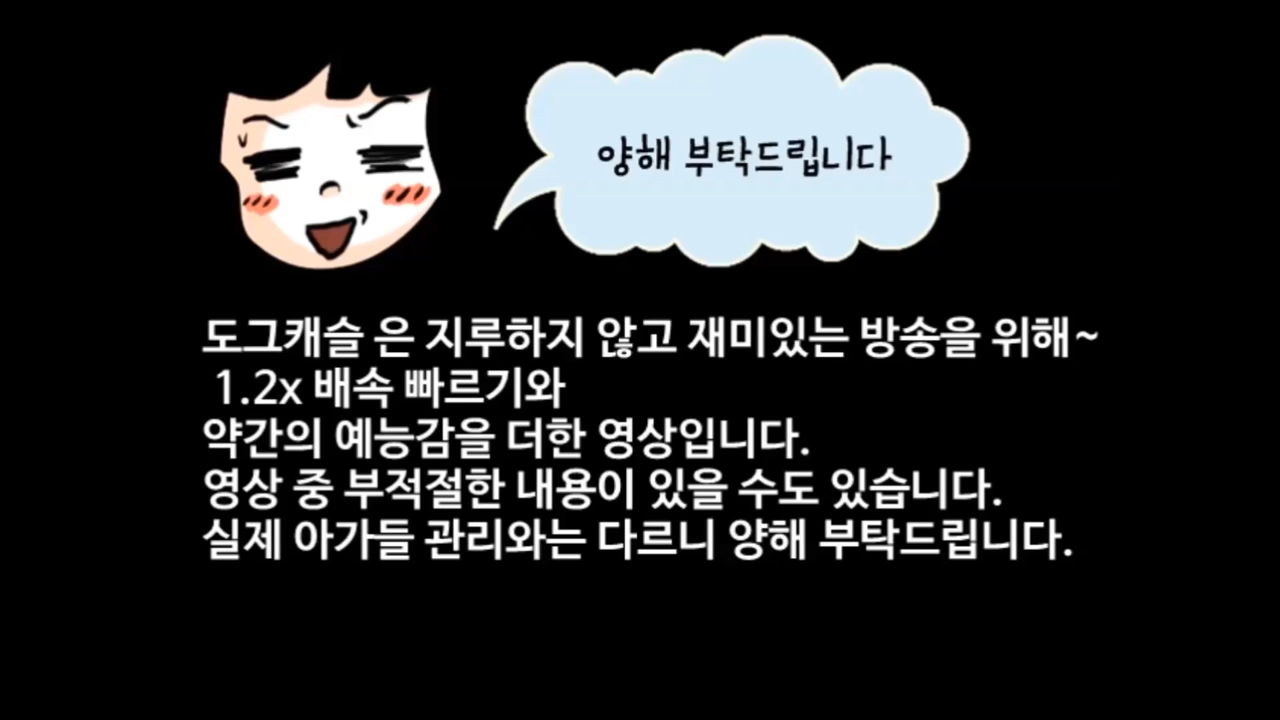 양해 부탁드립니다
도그캐슬 은 지루하지 않고 재미있는 방송을 위해~
1.2x 배속 빠르기와
약간의 예능감을 더한 영상입니다.
영상 중 부적절한 내용이 있을 수도 있습니다.
실제 아가들 관리와는 다르니 양해 부탁드립니다.